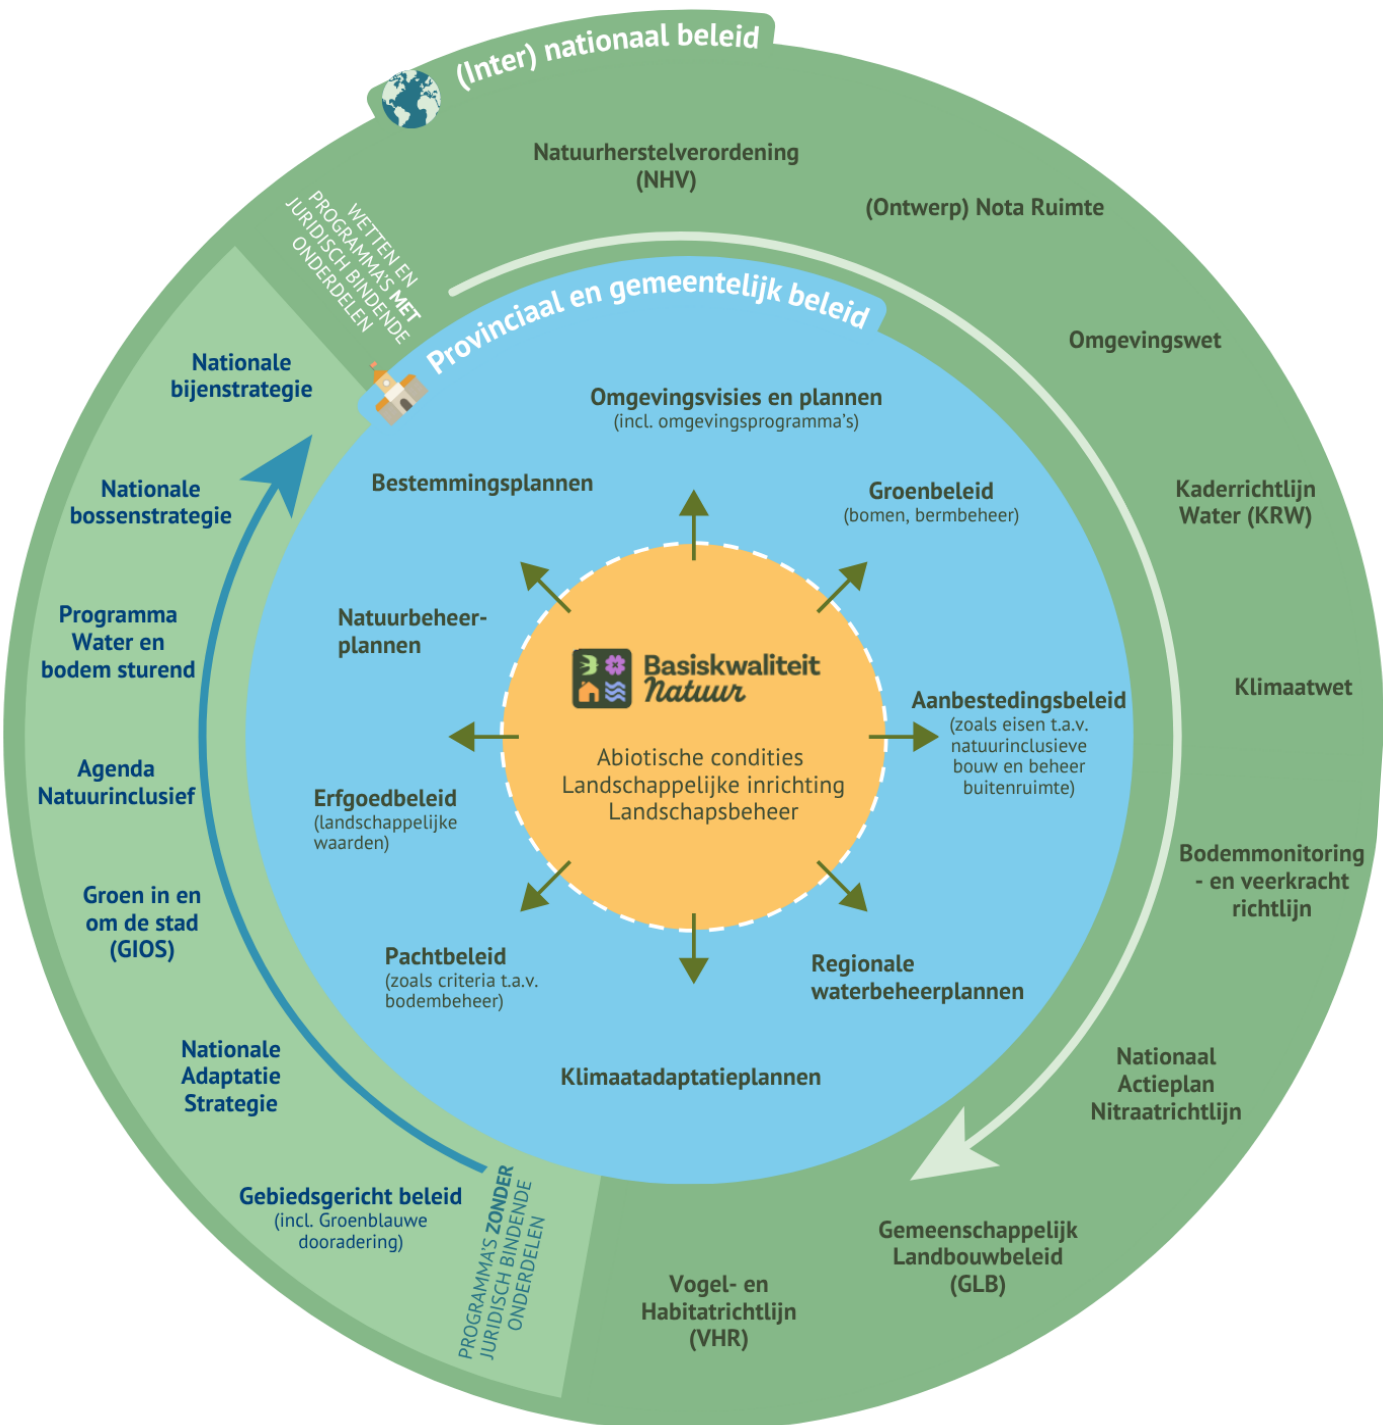 (Inter) nationaal beleid
WETTEN EN
PROGRAMMA'S MET
JURIDISCH BINDENDE
ONDERDELEN
Natuurherstelverordening
(NHV)
(Ontwerp) Nota Ruimte
Omgevingswet
Kaderrichtlijn
Water (KRW)
Klimaatwet
Bodemmonitoring
- en veerkracht
richtlijn
Nationaal
Actieplan
Nitraatrichtlijn
Gemeenschappelijk
Landbouwbeleid
(GLB)
Vogel- en
Habitatrichtlijn
(VHR)
PROGRAMMA'S ZONDER
JURIDISCH BINDENDE
ONDERDELEN
Gebiedsgericht beleid
(incl. Groenblauwe
dooradering)
Nationale
Adaptatie
Strategie
Groen in en
om de stad
(GIOS)
Agenda
Natuurinclusief
Programma
Water en
bodem sturend
Nationale
bossenstrategie
Nationale
bijenstrategie
Provinciaal en gemeentelijk beleid
Omgevingsvisies en plannen
(incl. omgevingsprogramma's)
Groenbeleid
(bomen, bermbeheer)
Aanbestedingsbeleid
(zoals eisen t.a.v.
natuurinclusieve
bouw en beheer
buitenruimte)
Regionale
waterbeheerplannen
Klimaatadaptatieplannen
Pachtbeleid
(zoals criteria t.a.v.
bodembeheer)
Erfgoedbeleid
(landschappelijke
waarden)
Natuurbeheer-
plannen
Bestemmingsplannen
Basiskwaliteit
Natuur
Abiotische condities
Landschappelijke inrichting
Landschapsbeheer